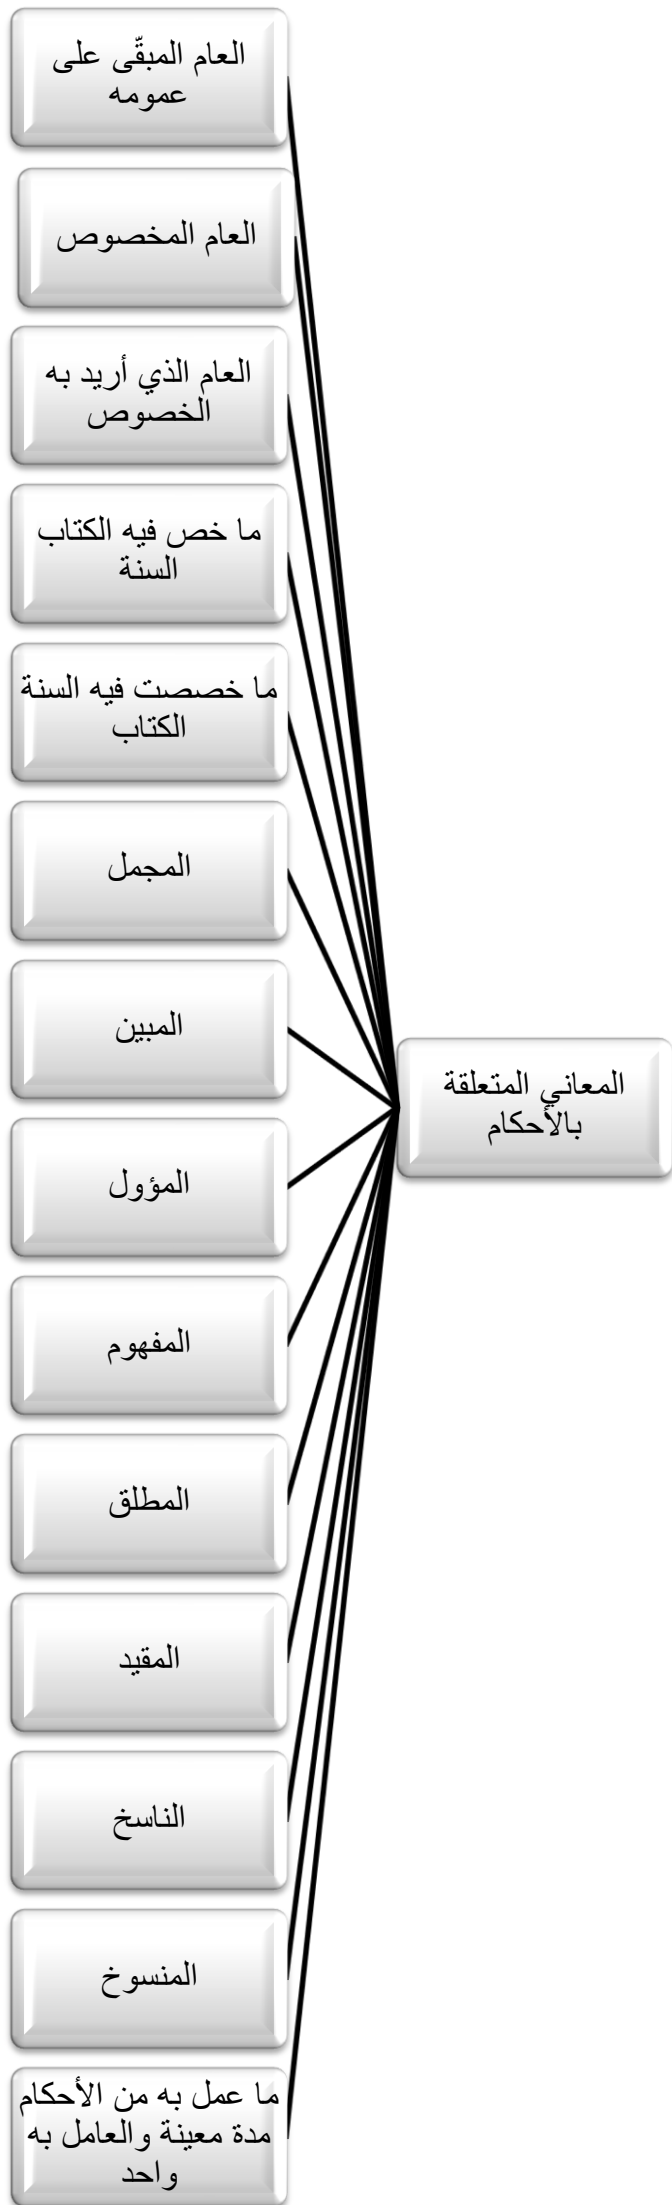 المعاني المتعلقة
بالأحكام
العام المبقّى على
عمومه
العام المخصوص
العام الذي أريد به
الخصوص
ما خص فيه الكتاب
السنة
ما خصصت فيه السنة
الكتاب
المجمل
المبين
المؤول
المفهوم
المطلق
المقيد
الناسخ
المنسوخ
ما عمل به من الأحكام
مدة معينة والعامل به
واحد